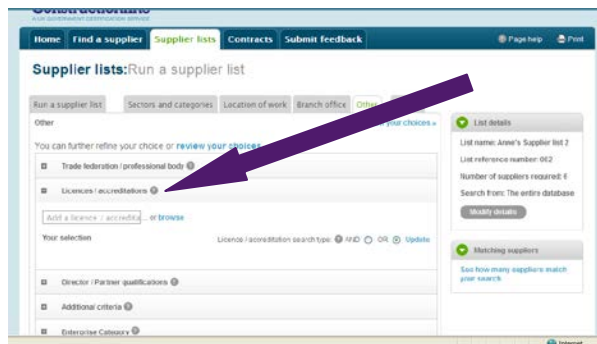 Constructionline
A UK GOVERNMENT CERTIFICATION SERVICE
Home Find a supplier Supplier lists Contracts Submit feedback Page help Print
Supplier lists:Run a supplier list
Run a supplier list Sectors and categories Location of work Branch office Other
Other your choices »
You can further refine your choice or review your choices
Trade federation / professional body
Licences / accreditations
Add a licence / accredita... or browse
Your selection Licence / accreditation search type: AND OR Update
Director / Partner qualifications
Additional criteria
Enterprise Category
List details
List name: Anne's Supplier list 2
List reference number: 062
Number of suppliers required: 6
Search from: The entire database
Modify details
Matching suppliers
See how many suppliers match
your search
Internet